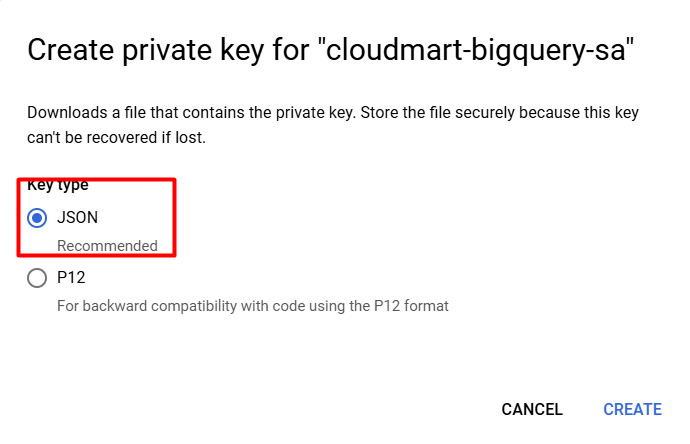 Create private key for "cloudmart-bigquery-sa"
Downloads a file that contains the private key. Store the file securely because this key
can't be recovered if lost.
Key type
JSON
Recommended
P12
For backward compatibility with code using the P12 format
CANCEL
CREATE